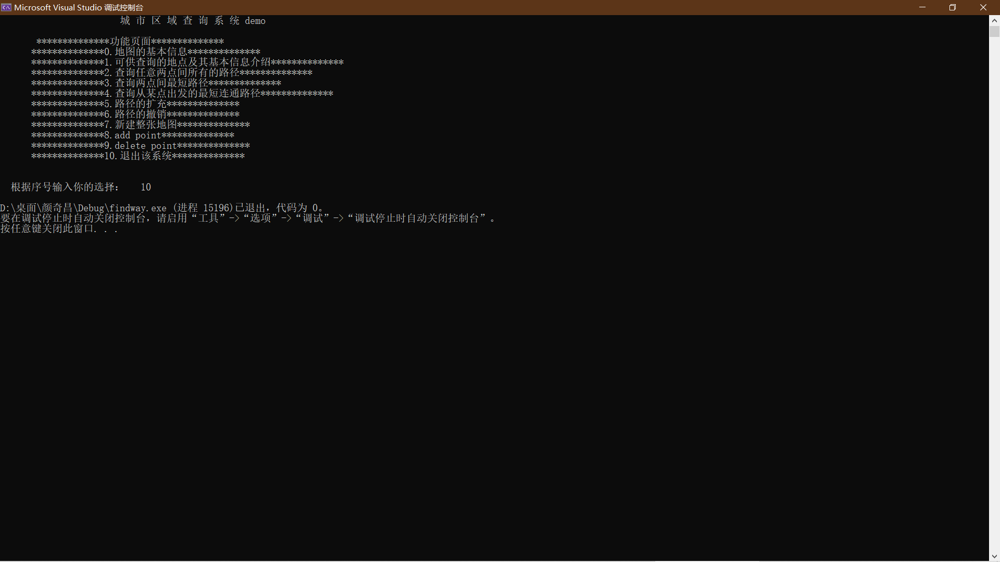 Microsoft Visual Studio 调试控制台
城 市 区 域 查 询 系 统 demo
**************功能页面**************
**************0.地图的基本信息**************
**************1.可供查询的地点及其基本信息介绍**************
**************2.查询任意两点间所有的路径**************
**************3.查询两点间最短路径**************
**************4.查询从某点出发的最短连通路径**************
**************5.路径的扩充**************
**************6.路径的撤销**************
**************7.新建整张地图**************
**************8.add point**************
**************9.delete point**************
**************10.退出该系统**************
根据序号输入你的选择： 10
D:\桌面\颜奇昌\Debug\findway.exe (进程 15196)已退出，代码为 0。
要在调试停止时自动关闭控制台，请启用“工具”->“选项”->“调试”->“调试停止时自动关闭控制台”。
按任意键关闭此窗口. . .